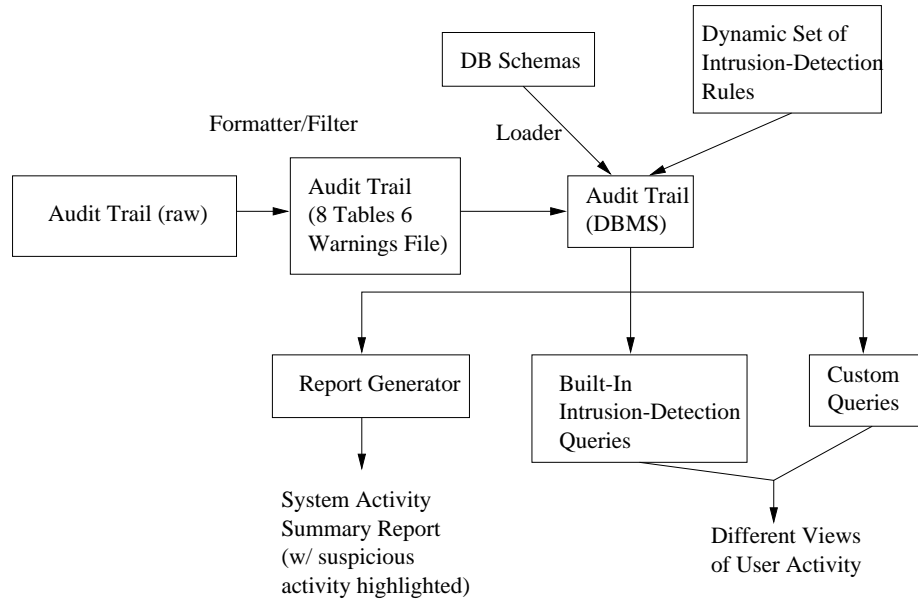 DB Schemas
Dynamic Set of
Intrusion-Detection
Rules
Formatter/Filter
Loader
Audit Trail (raw)
Audit Trail
(8 Tables 6
Warnings File)
Audit Trail
(DBMS)
Report Generator
Built-In
Intrusion-Detection
Queries
Custom
Queries
System Activity
Summary Report
(w/ suspicious
activity highlighted)
Different Views
of User Activity